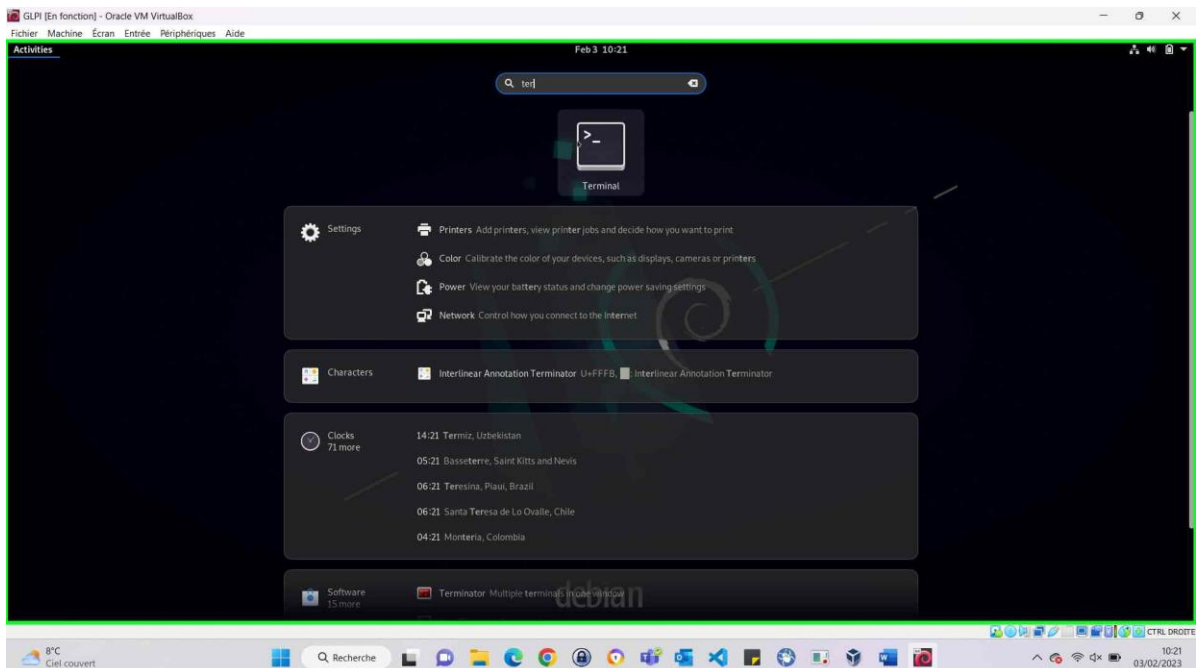 GLPI [En fonction] - Oracle VM VirtualBox
Fichier Machine Écran Entrée Périphériques Aide
Activities Feb 3 10:21
ter
>_
Terminal
Settings
Printers Add printers, view printer jobs and decide how you want to print
Color Calibrate the color of your devices, such as displays, cameras or printers
Power View your battery status and change power saving settings
Network Control how you connect to the Internet
Characters
Interlinear Annotation Terminator U+FFFB, : Interlinear Annotation Terminator
Clocks
71 more
14:21 Termiz, Uzbekistan
05:21 Basseterre, Saint Kitts and Nevis
06:21 Teresina, Piaui, Brazil
06:21 Santa Teresa de Lo Ovalle, Chile
04:21 Montería, Colombia
Software
15 more
Terminator Multiple terminals in one window
debian
CTRL DROITE
8°C
Ciel couvert
Recherche
10:21
03/02/2023